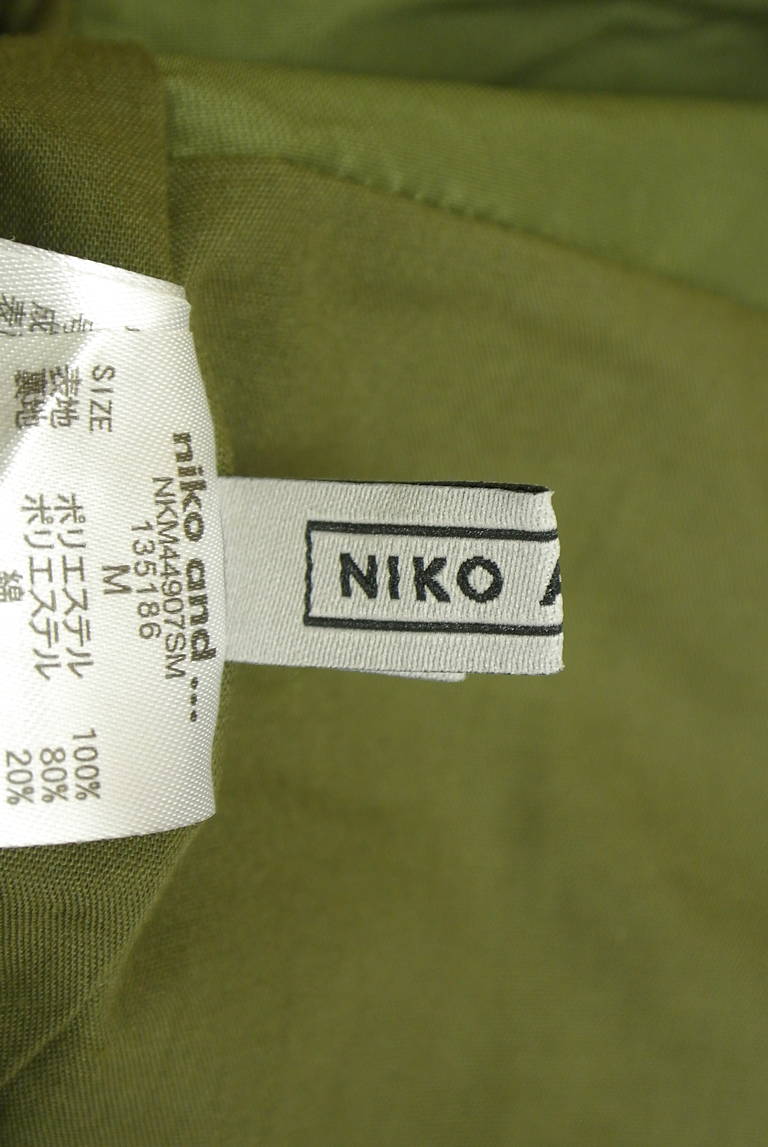 niko and ...
NKM44907SM
135186
SIZE M
表地 ポリエステル 100%
裏地 ポリエステル 80%
綿 20%
NIKO